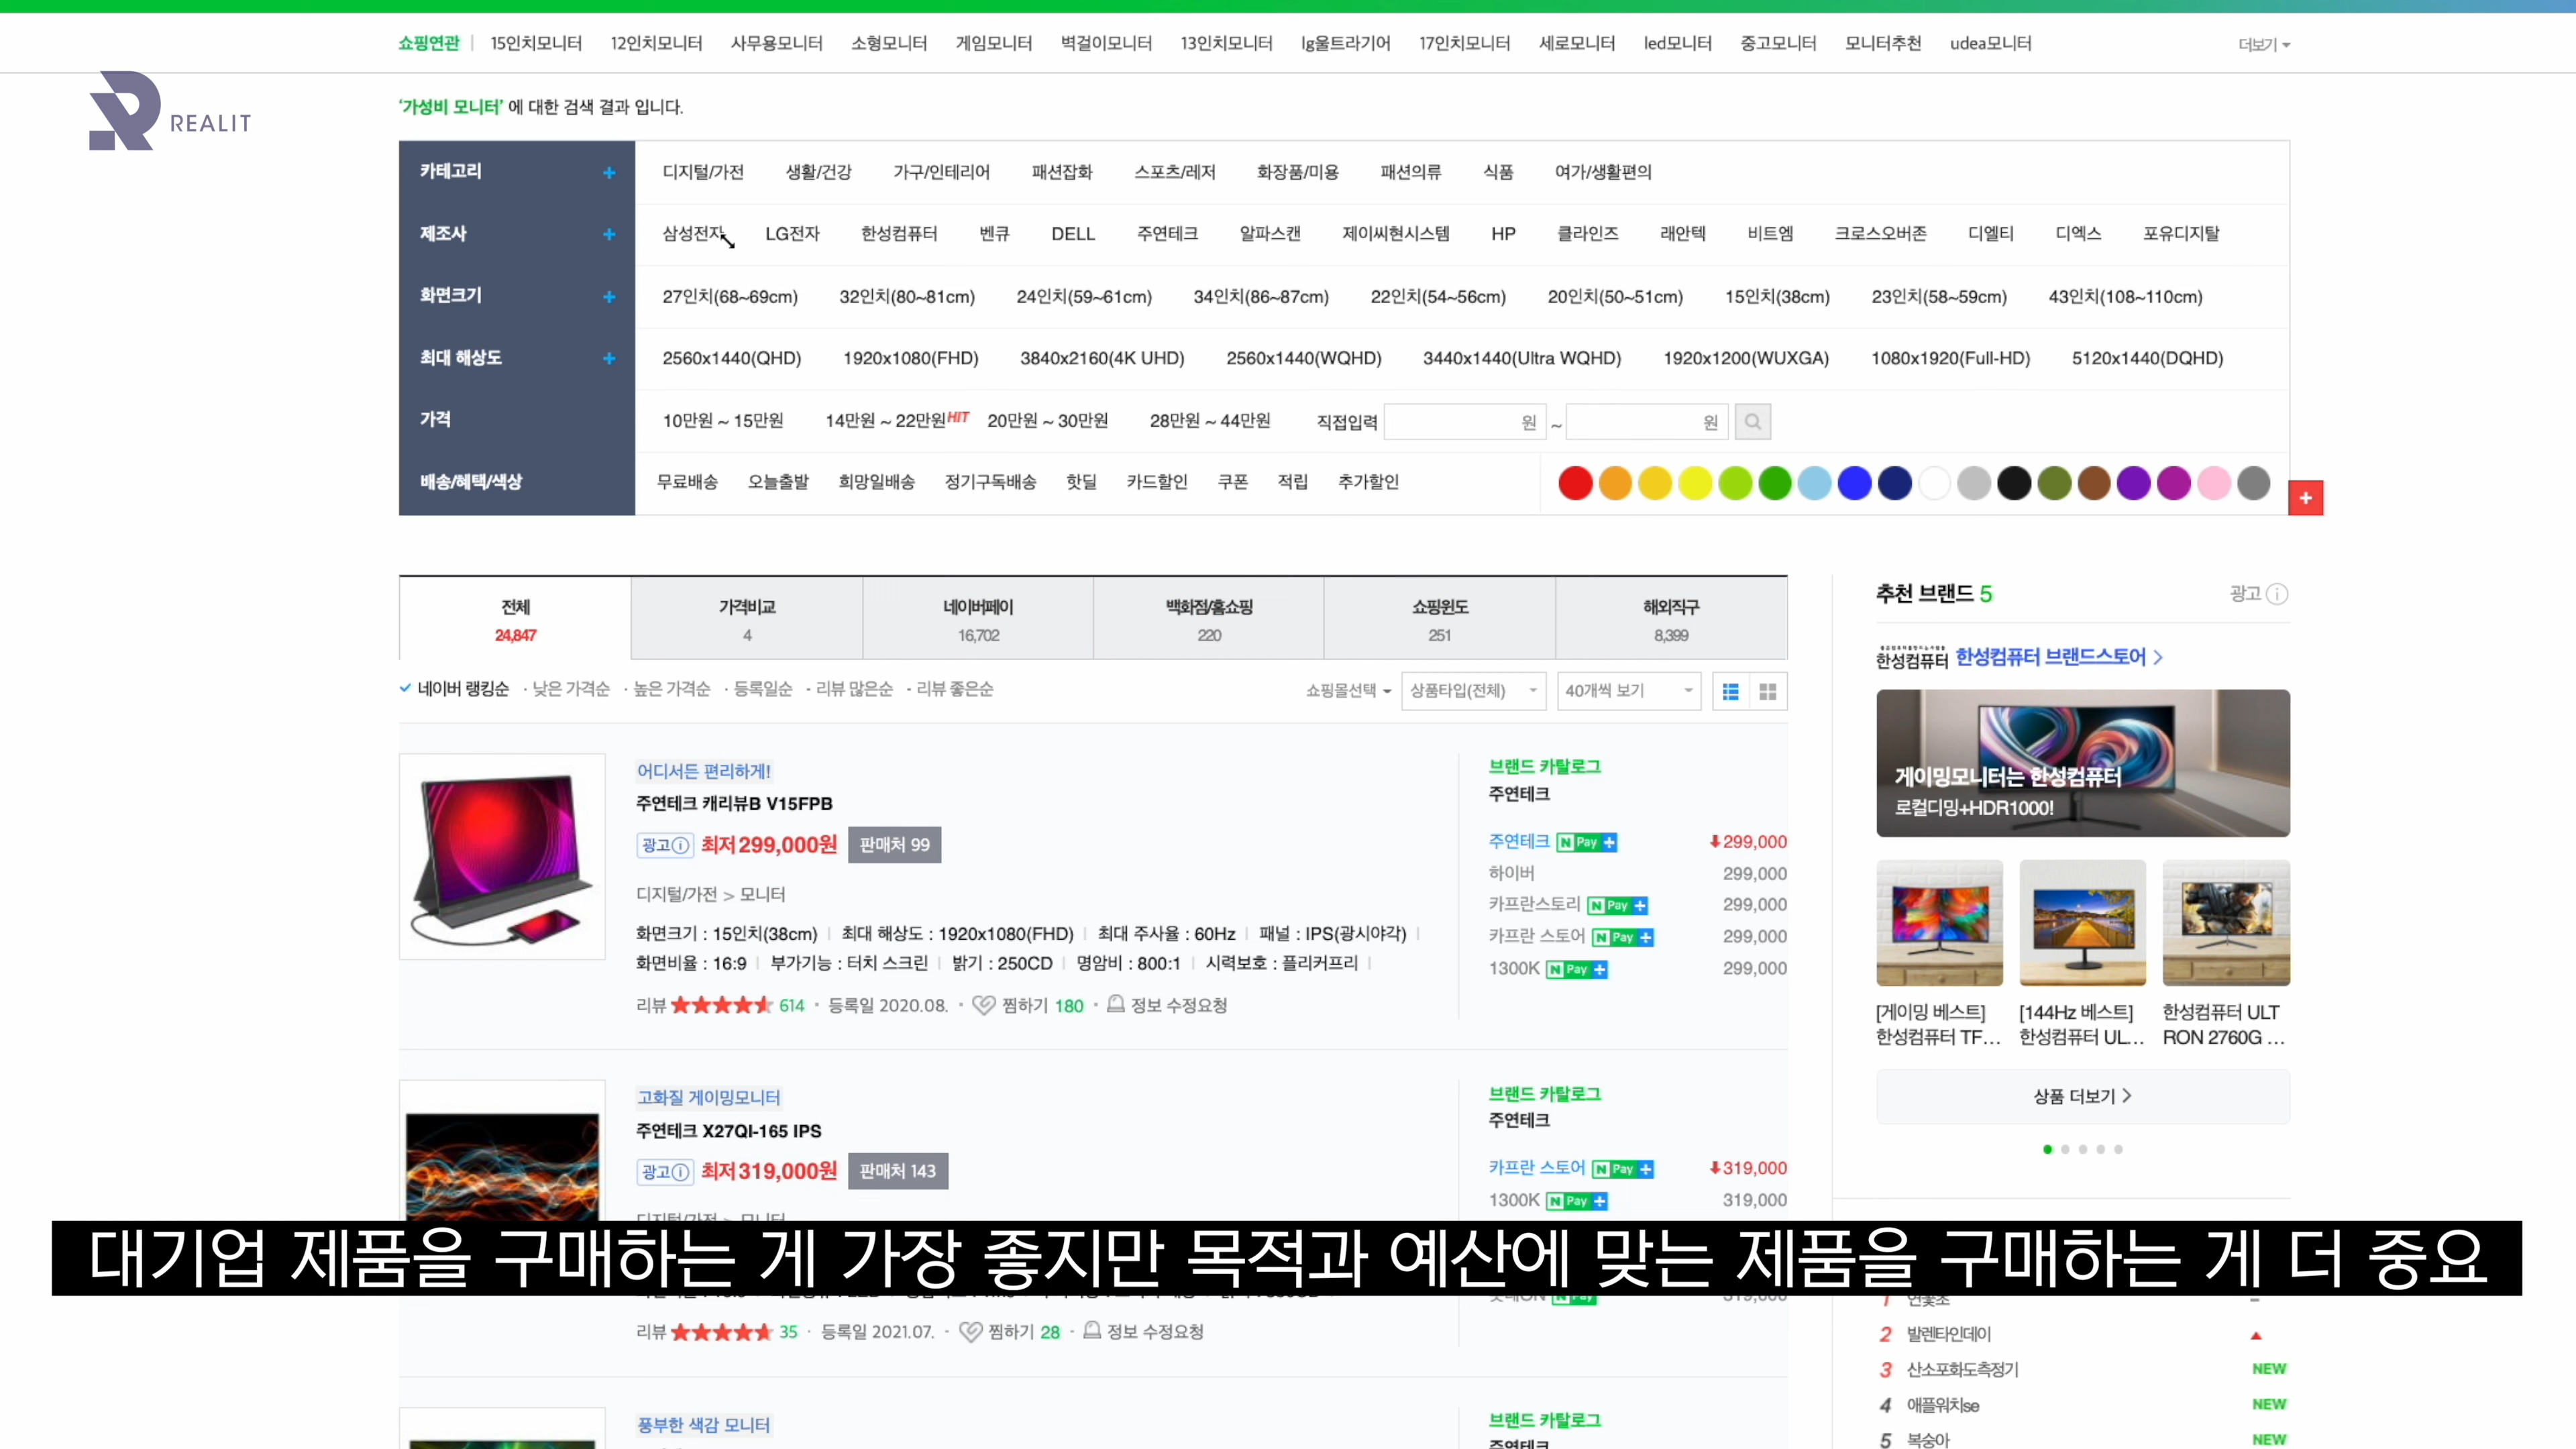 쇼핑연관 15인치모니터 12인치모니터 사무용모니터 소형모니터 게임모니터 벽걸이모니터 13인치모니터 lg울트라기어 17인치모니터 세로모니터 led모니터 중고모니터 모니터추천 udea모니터 더보기
REALIT
'가성비 모니터' 에 대한 검색 결과 입니다.
카테고리 + 디지털/가전 생활/건강 가구/인테리어 패션잡화 스포츠/레저 화장품/미용 패션의류 식품 여가/생활편의
제조사 + 삼성전자 LG전자 한성컴퓨터 벤큐 DELL 주연테크 알파스캔 제이씨현시스템 HP 클라인즈 래안텍 비트엠 크로스오버존 디엘티 디엑스 포유디지탈
화면크기 + 27인치(68~69cm) 32인치(80~81cm) 24인치(59~61cm) 34인치(86~87cm) 22인치(54~56cm) 20인치(50~51cm) 15인치(38cm) 23인치(58~59cm) 43인치(108~110cm)
최대 해상도 + 2560x1440(QHD) 1920x1080(FHD) 3840x2160(4K UHD) 2560x1440(WQHD) 3440x1440(Ultra WQHD) 1920x1200(WUXGA) 1080x1920(Full-HD) 5120x1440(DQHD)
가격 10만원 ~ 15만원 14만원 ~ 22만원HIT 20만원 ~ 30만원 28만원 ~ 44만원 직접입력 원 ~ 원
배송/혜택/색상 무료배송 오늘출발 희망일배송 정기구독배송 핫딜 카드할인 쿠폰 적립 추가할인
+
전체 가격비교 네이버페이 백화점/홈쇼핑 쇼핑윈도 해외직구
24,847 4 16,702 220 251 8,399
네이버 랭킹순 · 낮은 가격순 · 높은 가격순 · 등록일순 · 리뷰 많은순 · 리뷰 좋은순 쇼핑몰선택 상품타입(전체) 40개씩 보기
어디서든 편리하게!
주연테크 캐리뷰B V15FPB
광고 최저299,000원 판매처 99
디지털/가전 > 모니터
화면크기 : 15인치(38cm) | 최대 해상도 : 1920x1080(FHD) | 최대 주사율 : 60Hz | 패널 : IPS(광시야각) |
화면비율 : 16:9 | 부가기능 : 터치 스크린 | 밝기 : 250CD | 명암비 : 800:1 | 시력보호 : 플리커프리 |
리뷰 614 · 등록일 2020.08. · 찜하기 180 · 정보 수정요청
브랜드 카탈로그
주연테크
주연테크 N Pay + 299,000
하이버 299,000
카프란스토리 N Pay + 299,000
카프란 스토어 N Pay + 299,000
1300K N Pay + 299,000
고화질 게이밍모니터
주연테크 X27QI-165 IPS
광고 최저319,000원 판매처 143
리뷰 35 · 등록일 2021.07. · 찜하기 28 · 정보 수정요청
브랜드 카탈로그
주연테크
카프란 스토어 N Pay + 319,000
1300K N Pay + 319,000
풍부한 색감 모니터
브랜드 카탈로그
추천 브랜드 5 광고
한성컴퓨터 한성컴퓨터 브랜드스토어
게이밍모니터는 한성컴퓨터
로컬디밍+HDR1000!
[게이밍 베스트] [144Hz 베스트] 한성컴퓨터 ULT
한성컴퓨터 TF... 한성컴퓨터 UL... RON 2760G ...
상품 더보기
대기업 제품을 구매하는 게 가장 좋지만 목적과 예산에 맞는 제품을 구매하는 게 더 중요
2 발렌타인데이
3 산소포화도측정기 NEW
4 애플워치se NEW
5 복숭아 NEW